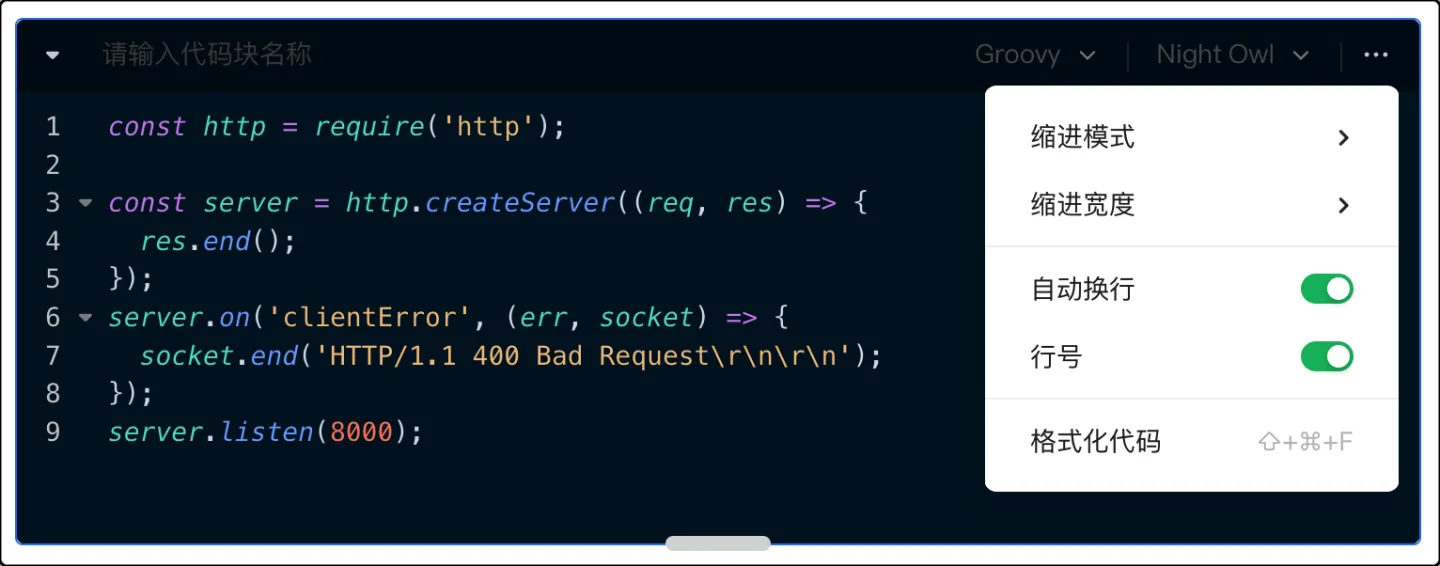 请输入代码块名称
Groovy
Night Owl
1 const http = require('http');
2
3 const server = http.createServer((req, res) => {
4   res.end();
5 });
6 server.on('clientError', (err, socket) => {
7   socket.end('HTTP/1.1 400 Bad Request\r\n\r\n');
8 });
9 server.listen(8000);
缩进模式
缩进宽度
自动换行
行号
格式化代码 ⇧+⌘+F